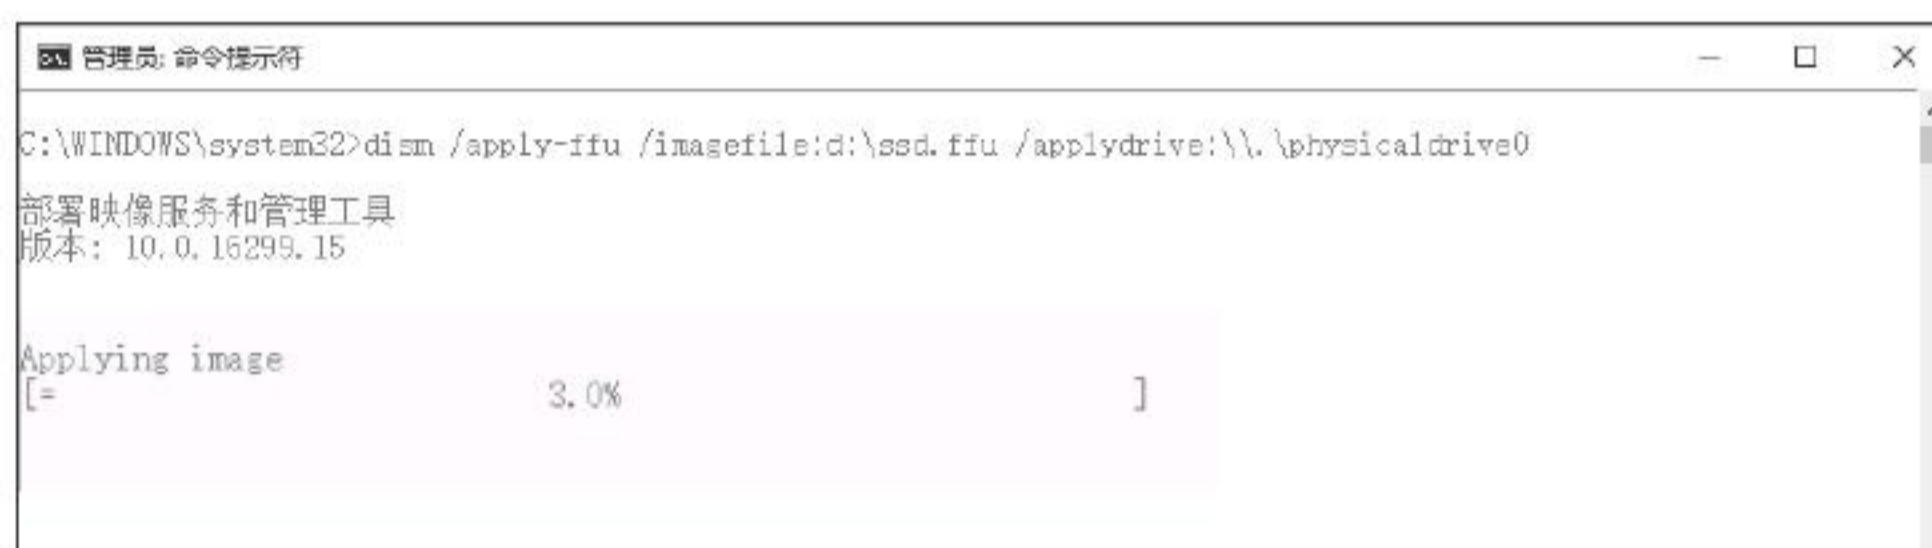 管理员: 命令提示符
C:\WINDOWS\system32>dism /apply-ffu /imagefile:d:\ssd.ffu /applydrive:\\.\physicaldrive0
部署映像服务和管理工具
版本: 10.0.16299.15
Applying image
[= 3.0% ]